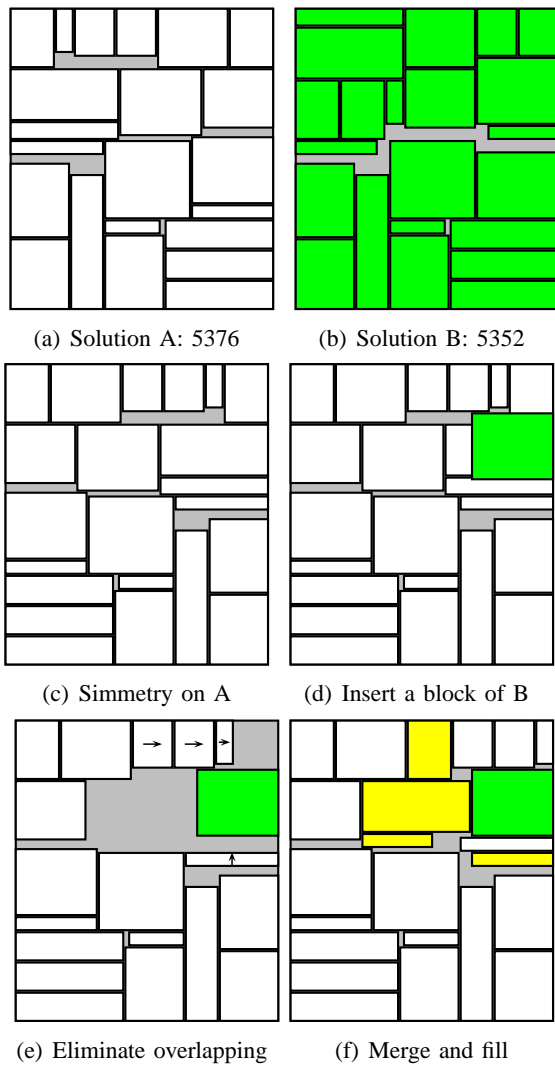 (a) Solution A: 5376
(b) Solution B: 5352
(c) Simmetry on A
(d) Insert a block of B
(e) Eliminate overlapping
(f) Merge and fill